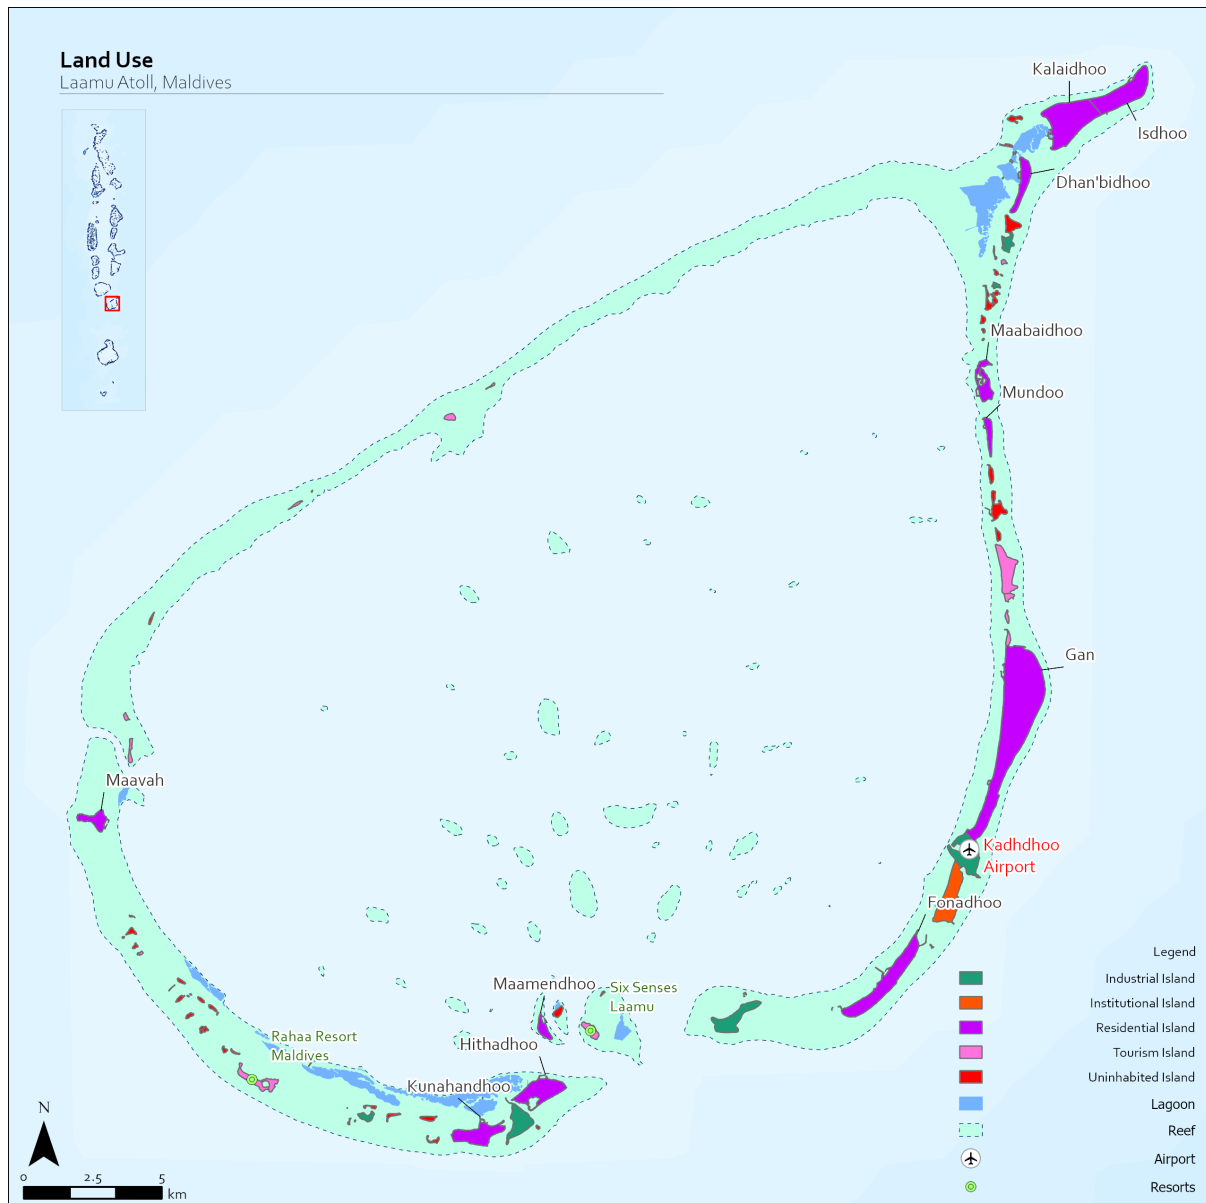 Land Use
Laamu Atoll, Maldives
Kalaidhoo
Isdhoo
Dhan'bidhoo
Maabaidhoo
Mundoo
Gan
Maavah
Kadhdhoo
Airport
Fonadhoo
Maamendhoo
Six Senses
Laamu
Rahaa Resort
Maldives
Hithadhoo
Kunahandhoo
Legend
Industrial Island
Institutional Island
Residential Island
Tourism Island
Uninhabited Island
Lagoon
Reef
Airport
Resorts
N
0 2.5 5
km